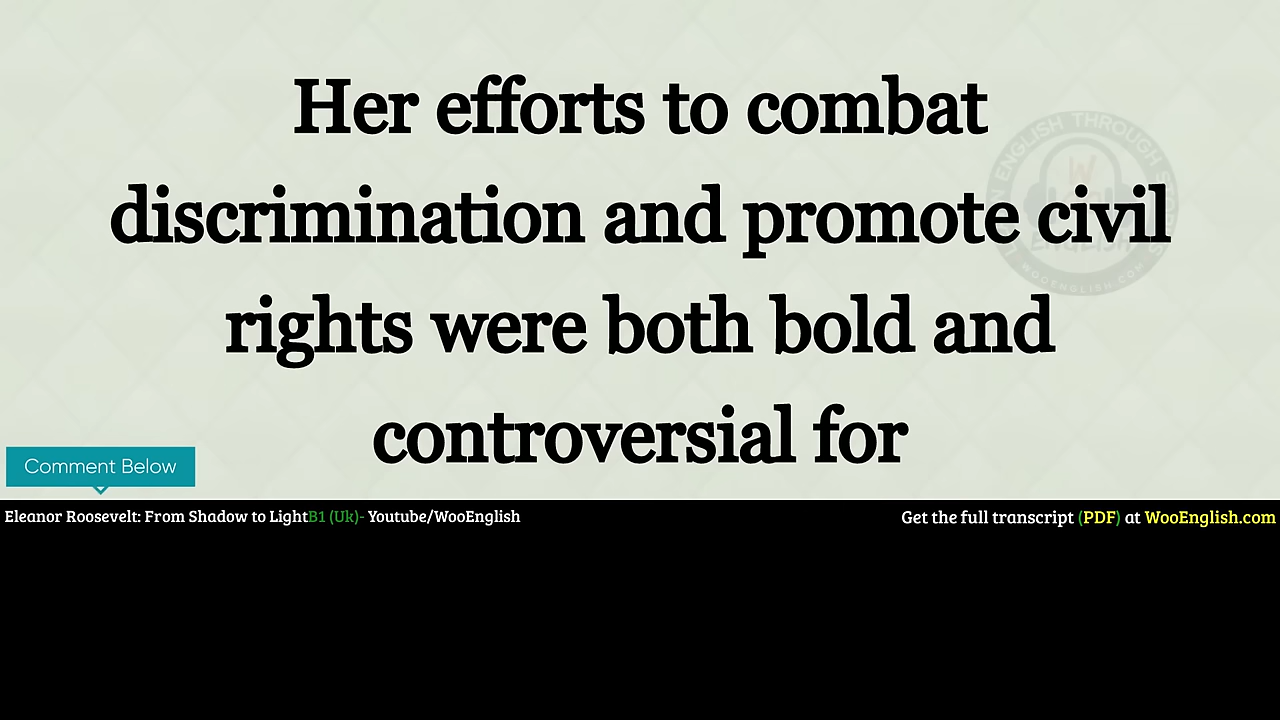 Her efforts to combat
discrimination and promote civil
rights were both bold and
controversial for
Comment Below
Eleanor Roosevelt: From Shadow to LightB1 (Uk)- Youtube/WooEnglish
Get the full transcript (PDF) at WooEnglish.com